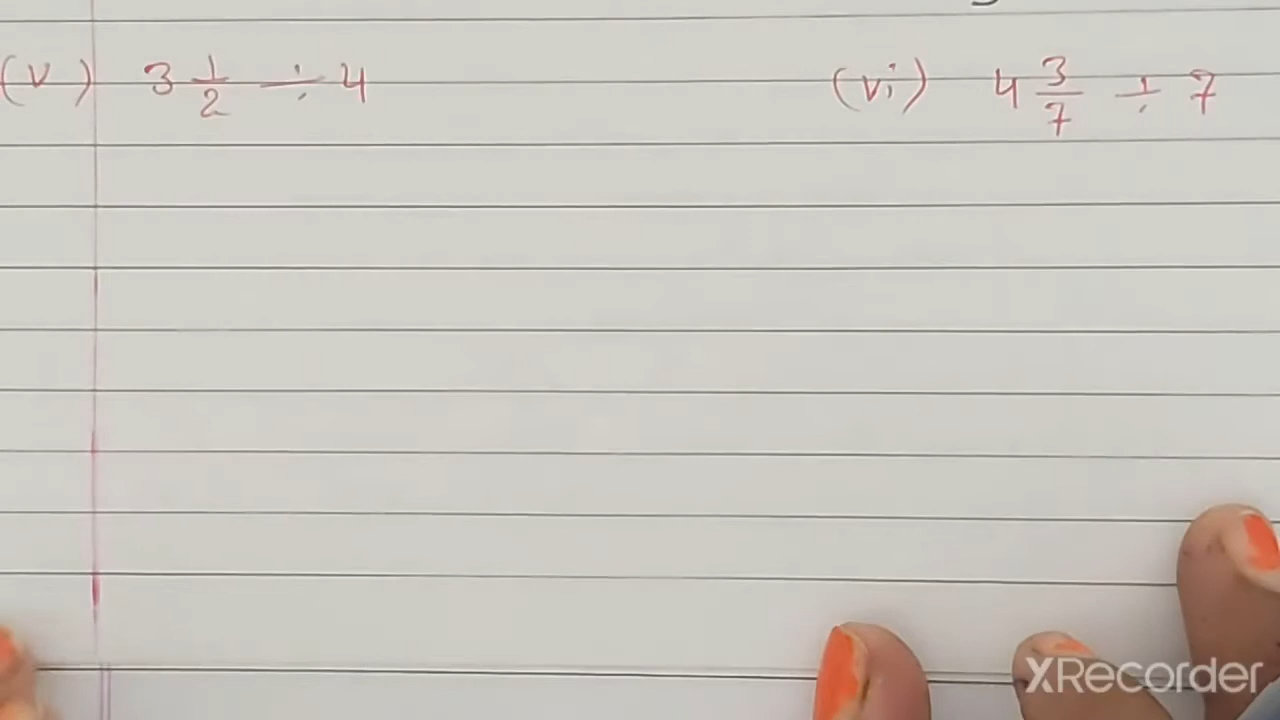 (v) 3 1/2 ÷ 4
(vi) 4 3/7 ÷ 7
XRecorder